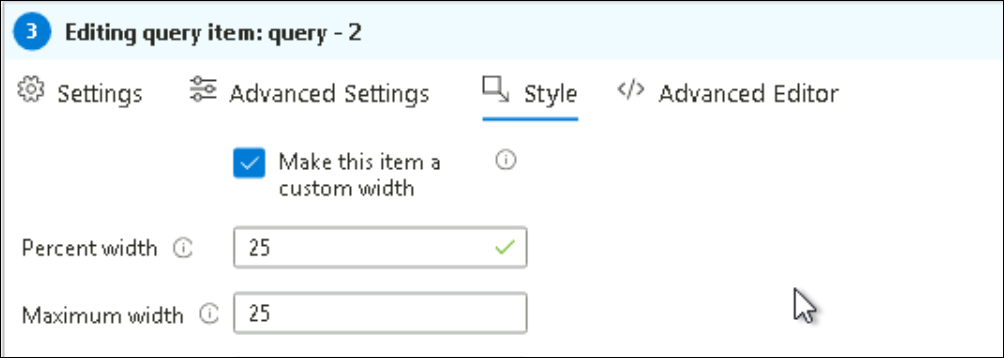 3 Editing query item: query - 2
Settings Advanced Settings Style </> Advanced Editor
Make this item a
custom width
Percent width 25
Maximum width 25